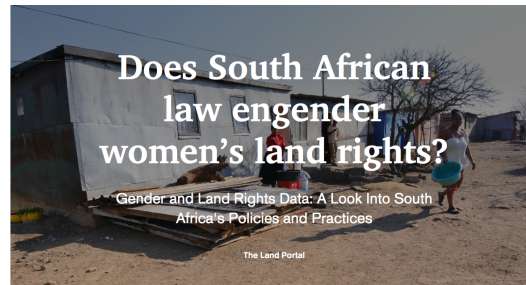 Does South African
law engender
women’s land rights?
Gender and Land Rights Data: A Look Into South
Africa's Policies and Practices
The Land Portal